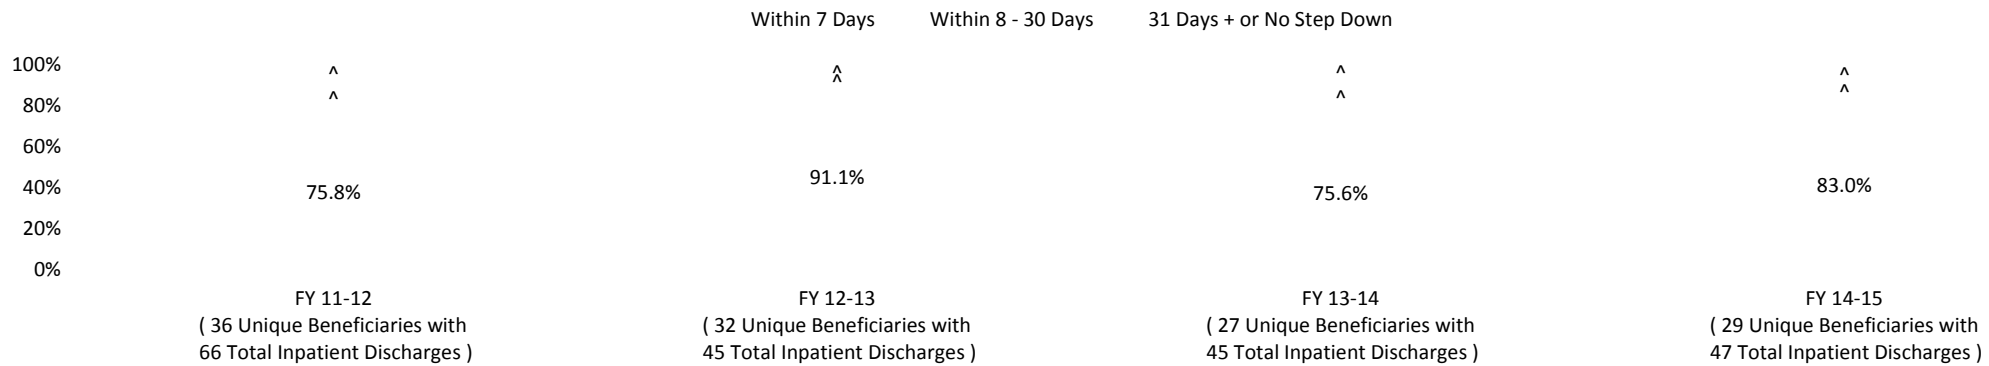 Within 7 Days Within 8 - 30 Days 31 Days + or No Step Down
100%
80%
60%
40%
20%
0%
^ ^ ^ ^
^ ^ ^ ^
75.8% 91.1% 75.6% 83.0%
FY 11-12
( 36 Unique Beneficiaries with
66 Total Inpatient Discharges )
FY 12-13
( 32 Unique Beneficiaries with
45 Total Inpatient Discharges )
FY 13-14
( 27 Unique Beneficiaries with
45 Total Inpatient Discharges )
FY 14-15
( 29 Unique Beneficiaries with
47 Total Inpatient Discharges )